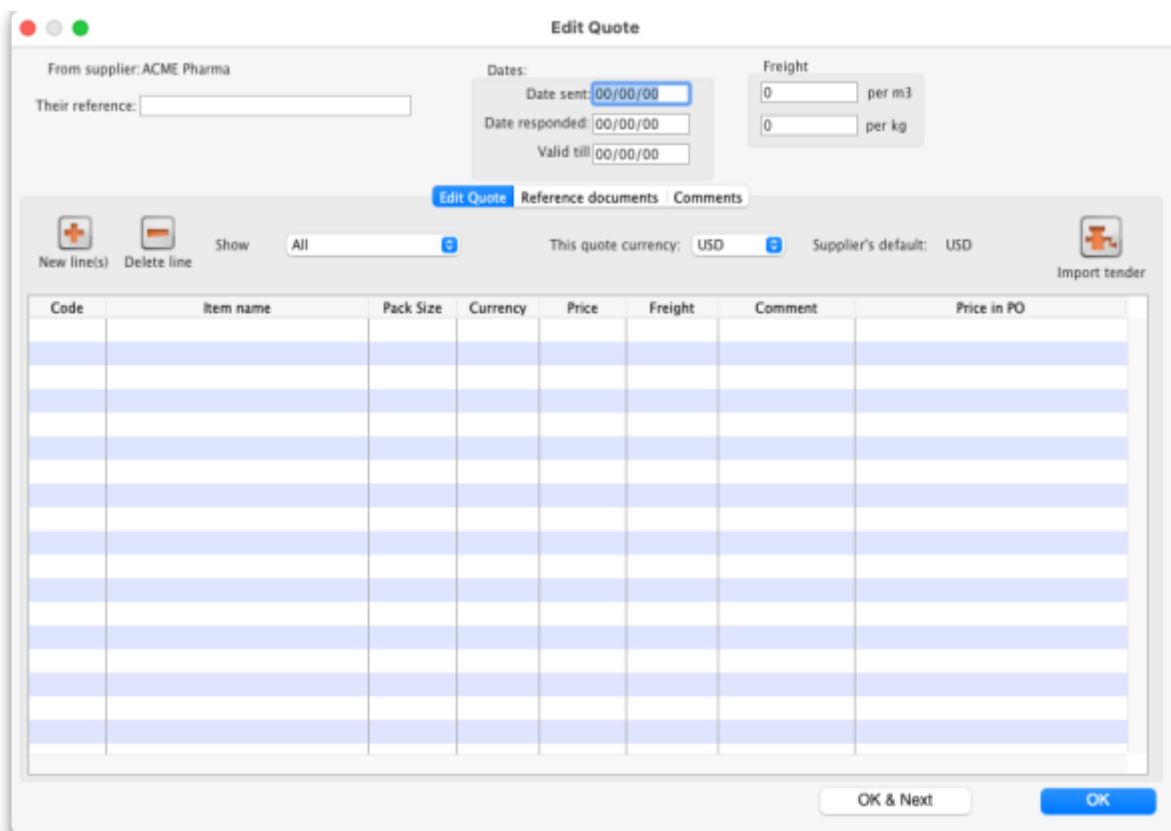 Edit Quote
From supplier: ACME Pharma
Their reference:
Dates:
Date sent: 00/00/00
Date responded: 00/00/00
Valid till 00/00/00
Freight
0 per m3
0 per kg
Edit Quote Reference documents Comments
New line(s) Delete line Show All This quote currency: USD Supplier's default: USD Import tender
Code Item name Pack Size Currency Price Freight Comment Price in PO
OK & Next OK